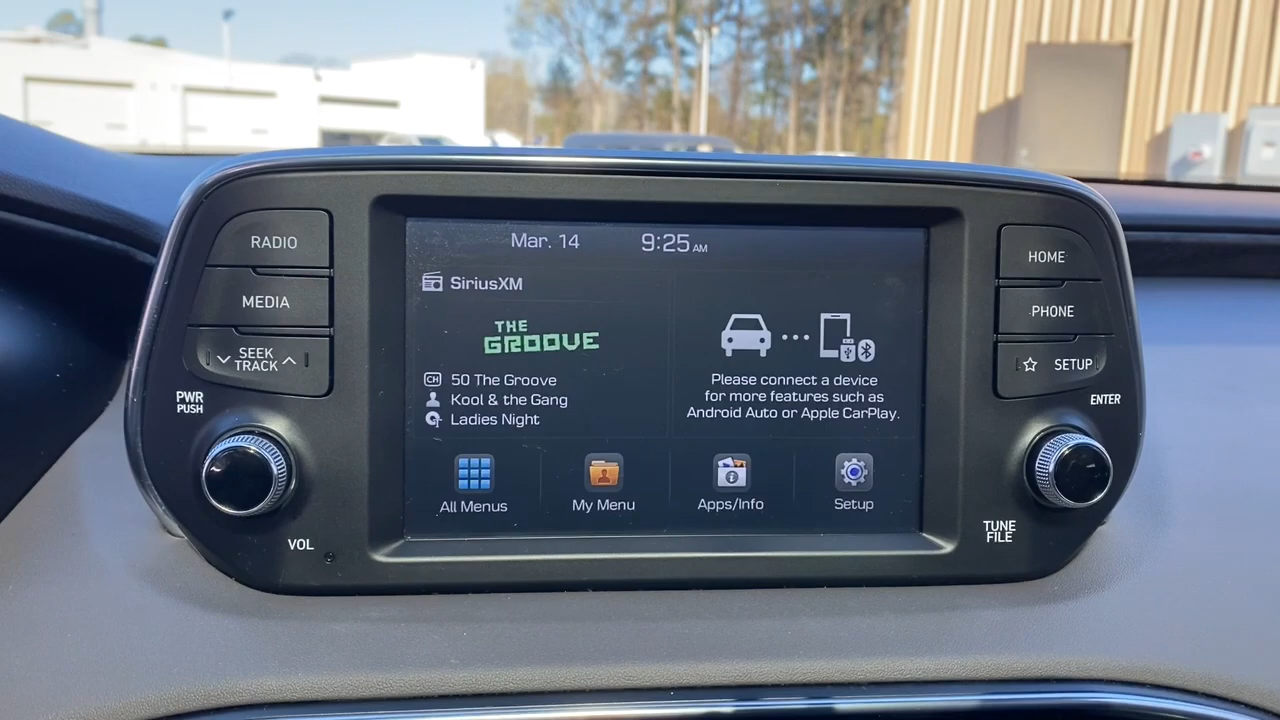 RADIO
MEDIA
SEEK
TRACK
PWR
PUSH
VOL
Mar. 14
9:25 AM
SiriusXM
THE
GROOVE
CH 50 The Groove
Kool & the Gang
Ladies Night
Please connect a device
for more features such as
Android Auto or Apple CarPlay.
All Menus
My Menu
Apps/Info
Setup
HOME
PHONE
SETUP
ENTER
TUNE
FILE